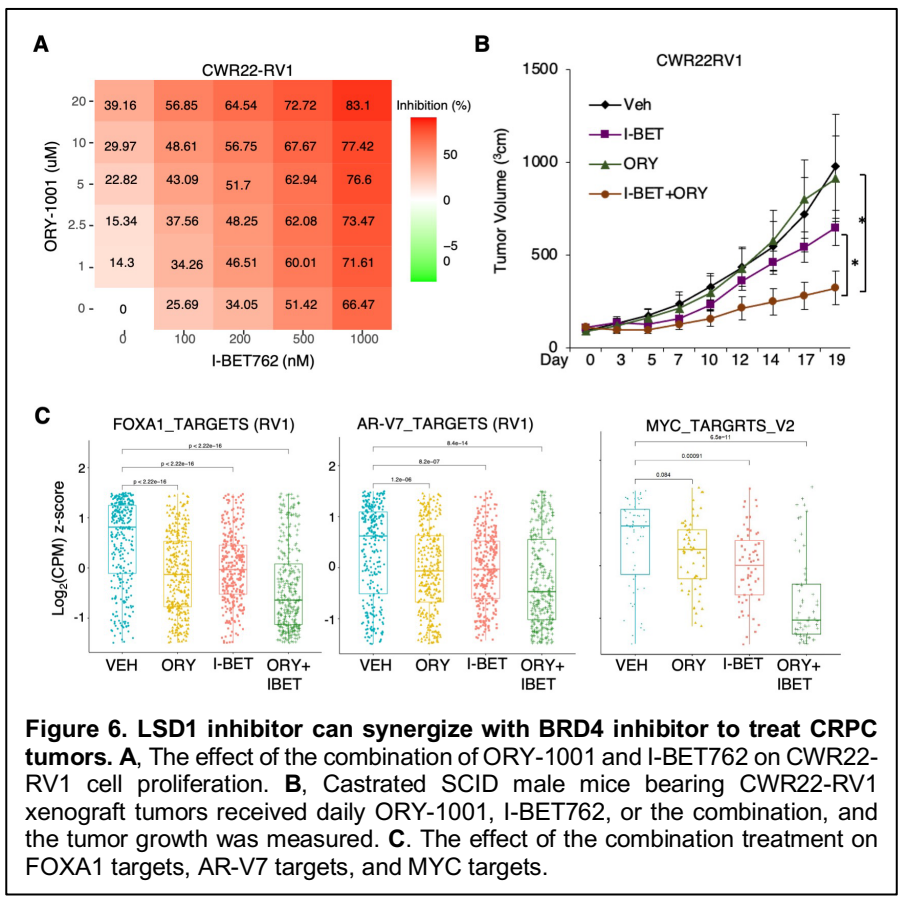 A
CWR22-RV1
ORY-1001 (uM)
20 39.16 56.85 64.54 72.72 83.1
10 29.97 48.61 56.75 67.67 77.42
5 22.82 43.09 51.7 62.94 76.6
2.5 15.34 37.56 48.25 62.08 73.47
1 14.3 34.26 46.51 60.01 71.61
0 0 25.69 34.05 51.42 66.47
0 100 200 500 1000
I-BET762 (nM)
Inhibition (%)
50
0
−5
0
B
CWR22RV1
Tumor Volume (³cm)
1500
1000
500
0
Veh
I-BET
ORY
I-BET+ORY
*
*
Day 0 3 5 7 10 12 14 17 19
C
Log₂(CPM) z-score
FOXA1_TARGETS (RV1)
p < 2.22e-16
p < 2.22e-16
p < 2.22e-16
2
1
0
-1
VEH ORY I-BET ORY+
IBET
AR-V7_TARGETS (RV1)
8.4e-14
8.2e-07
1.2e-06
2
1
0
-1
VEH ORY I-BET ORY+
IBET
MYC_TARGRTS_V2
6.5e-11
0.00091
0.084
VEH ORY I-BET ORY+
IBET
Figure 6. LSD1 inhibitor can synergize with BRD4 inhibitor to treat CRPC
tumors. A, The effect of the combination of ORY-1001 and I-BET762 on CWR22-
RV1 cell proliferation. B, Castrated SCID male mice bearing CWR22-RV1
xenograft tumors received daily ORY-1001, I-BET762, or the combination, and
the tumor growth was measured. C. The effect of the combination treatment on
FOXA1 targets, AR-V7 targets, and MYC targets.